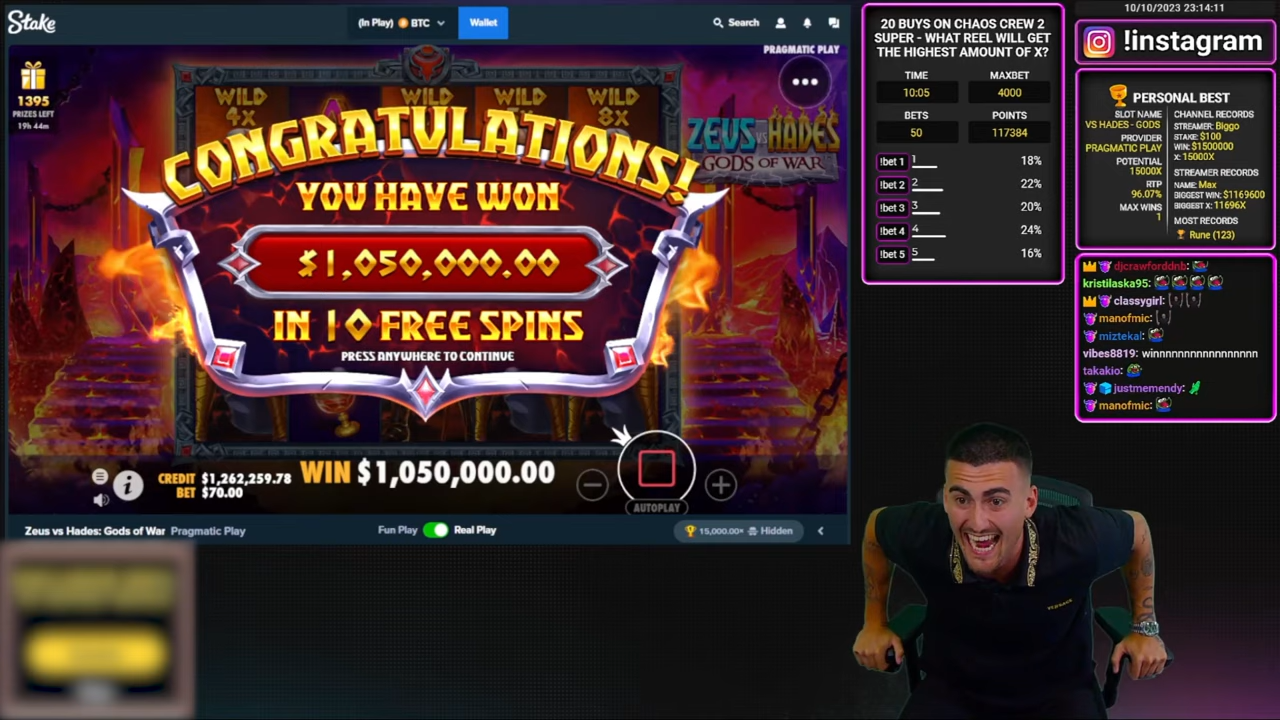 Stake
(In Play) BTC
Wallet
Search
PRAGMATIC PLAY
1395
PRIZES LEFT
19h 44m
WILD
4X
WILD
WILD
WILD
8X
ZEUS VS HADES
GODS OF WAR
CONGRATULATIONS!
YOU HAVE WON
$1,050,000.00
IN 10 FREE SPINS
PRESS ANYWHERE TO CONTINUE
CREDIT $1,262,259.78
BET $70.00
WIN $1,050,000.00
AUTOPLAY
Zeus vs Hades: Gods of War Pragmatic Play
Fun Play Real Play
15,000.00× Hidden
20 BUYS ON CHAOS CREW 2
SUPER - WHAT REEL WILL GET
THE HIGHEST AMOUNT OF X?
TIME MAXBET
10:05 4000
BETS POINTS
50 117384
!bet 1 1 18%
!bet 2 2 22%
!bet 3 3 20%
!bet 4 4 24%
!bet 5 5 16%
10/10/2023 23:14:11
!instagram
PERSONAL BEST
SLOT NAME
VS HADES - GODS
PROVIDER
PRAGMATIC PLAY
POTENTIAL
15000X
RTP
96.07%
MAX WINS
1
CHANNEL RECORDS
STREAMER: Biggo
STAKE: $100
WIN: $1500000
X: 15000X
STREAMER RECORDS
NAME: Max
BIGGEST WIN: $1169600
BIGGEST X: 11696X
MOST RECORDS
Rune (123)
djcrawforddnb:
kristilaska95:
classygirl:
manofmic:
miztekal:
vibes8819: winnnnnnnnnnnnnnnnn
takakio:
justmemendy:
manofmic:
VERSACE